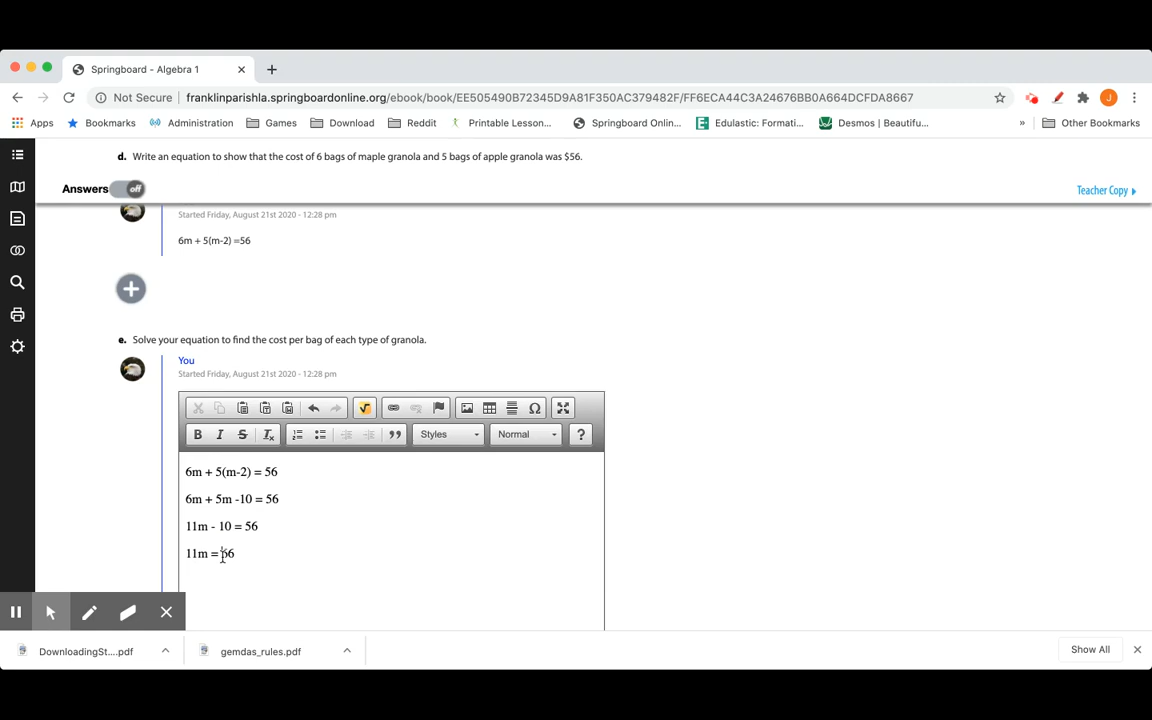 Springboard - Algebra 1
Not Secure
franklinparishla.springboardonline.org/ebook/book/EE505490B72345D9A81F350AC379482F/FF6ECA44C3A24676BB0A664DCFDA8667
J
Apps Bookmarks Administration Games Download Reddit Printable Lesson... Springboard Onlin... Edulastic: Formati... Desmos | Beautifu... » Other Bookmarks
d. Write an equation to show that the cost of 6 bags of maple granola and 5 bags of apple granola was $56.
Answers off
Teacher Copy
Started Friday, August 21st 2020 - 12:28 pm
6m + 5(m-2) =56
e. Solve your equation to find the cost per bag of each type of granola.
You
Started Friday, August 21st 2020 - 12:28 pm
B I S Tx Styles Normal ?
6m + 5(m-2) = 56
6m + 5m -10 = 56
11m - 10 = 56
11m = 66
DownloadingSt....pdf
gemdas_rules.pdf
Show All